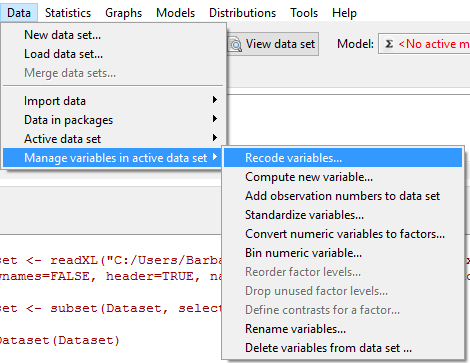 Data Statistics Graphs Models Distributions Tools Help
New data set...
Load data set...
Merge data sets...
View data set Model: Σ <No active m
Import data
Data in packages
Active data set
Manage variables in active data set
Recode variables...
Compute new variable...
Add observation numbers to data set
Standardize variables...
Convert numeric variables to factors...
Bin numeric variable...
Reorder factor levels...
Drop unused factor levels...
Define contrasts for a factor...
Rename variables...
Delete variables from data set ...
set <- readXL("C:/Users/Barba
wnames=FALSE, header=TRUE, na
set <- subset(Dataset, selec
Dataset(Dataset)